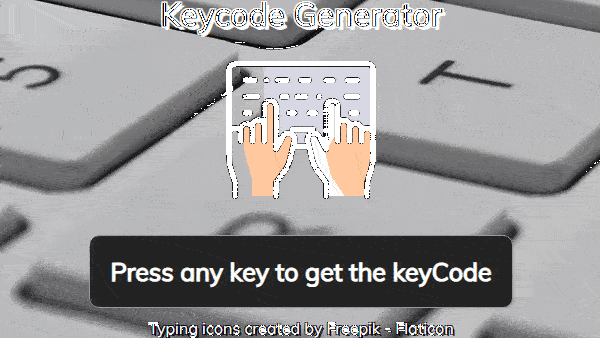 Keycode Generator
S
T
Press any key to get the keyCode
Typing icons created by Freepik - Flaticon